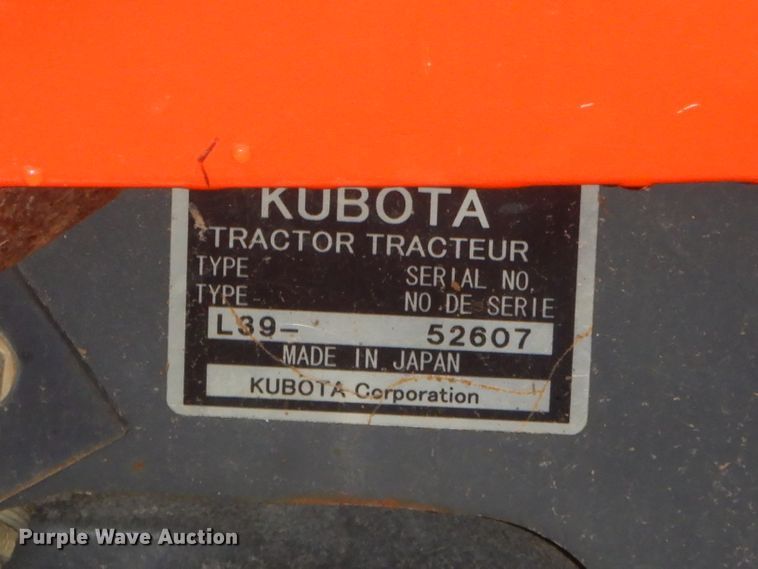 KUBOTA
TRACTOR TRACTEUR
TYPE SERIAL NO.
TYPE NO DE SERIE
L39- 52607
MADE IN JAPAN
KUBOTA Corporation
Purple Wave Auction